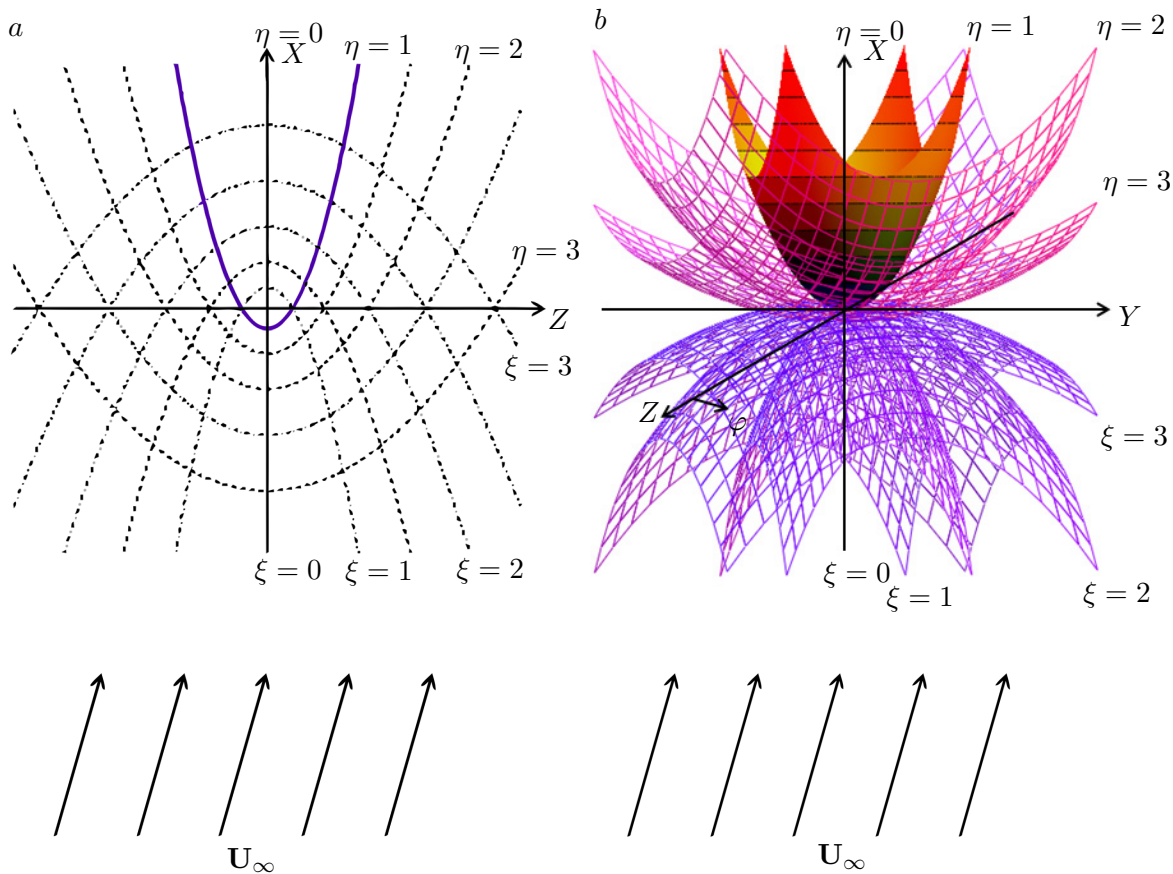 a
η = 0
X
η = 1
η = 2
η = 3
Z
ξ = 3
ξ = 0
ξ = 1
ξ = 2
U∞
b
η = 0
X
η = 1
η = 2
η = 3
Y
Z
φ
ξ = 3
ξ = 0
ξ = 1
ξ = 2
U∞